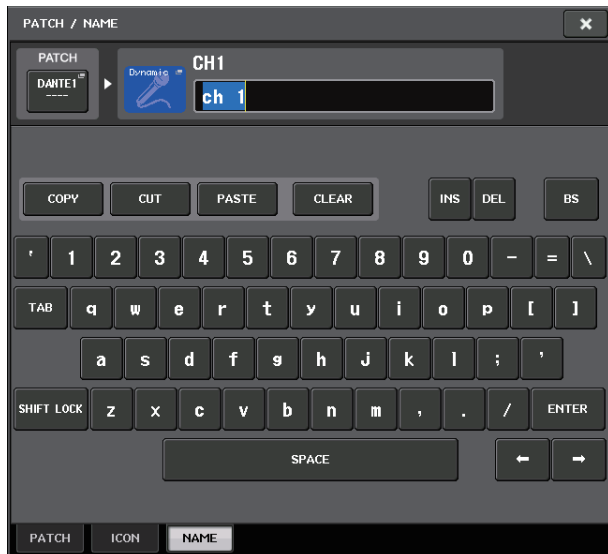 PATCH / NAME
×
PATCH
DANTE1
----
Dynamic
CH1
ch 1
COPY CUT PASTE CLEAR INS DEL BS
' 1 2 3 4 5 6 7 8 9 0 - = \
TAB q w e r t y u i o p [ ]
a s d f g h j k l ; '
SHIFT LOCK z x c v b n m , . / ENTER
SPACE ← →
PATCH ICON NAME